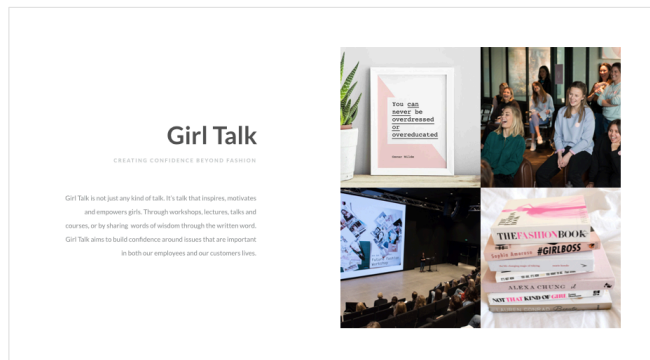 Girl Talk
CREATING CONFIDENCE BEYOND FASHION
Girl Talk is not just any kind of talk. It's talk that inspires, motivates
and empowers girls. Through workshops, lectures, talks and
courses, or by sharing words of wisdom through the written word.
Girl Talk aims to build confidence around issues that are important
in both our employees and our customers lives.
You can
never be
overdressed
or
overeducated
Oscar Wilde
THEFASHIONBOOK
Sophia Amoruso #GIRLBOSS
ALEXA CHUNG
NOT THAT KIND OF GIRL